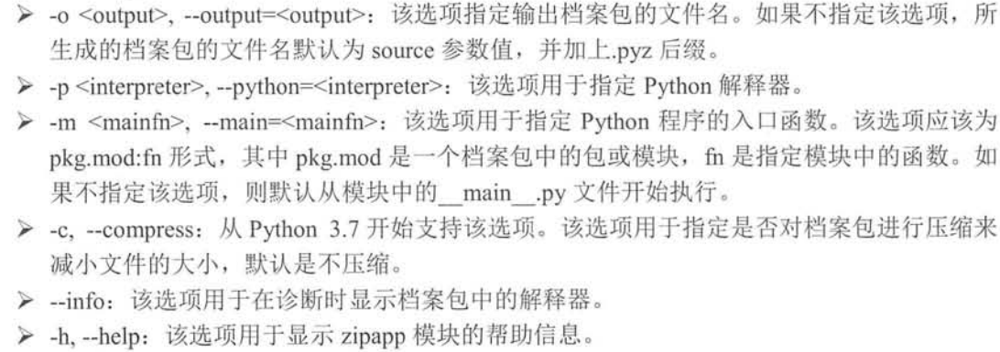 ➢ -o <output>, --output=<output>：该选项指定输出档案包的文件名。如果不指定该选项，所
生成的档案包的文件名默认为 source 参数值，并加上.pyz 后缀。
➢ -p <interpreter>, --python=<interpreter>：该选项用于指定 Python 解释器。
➢ -m <mainfn>, --main=<mainfn>：该选项用于指定 Python 程序的入口函数。该选项应该为
pkg.mod:fn 形式，其中 pkg.mod 是一个档案包中的包或模块，fn 是指定模块中的函数。如
果不指定该选项，则默认从模块中的__main__.py 文件开始执行。
➢ -c, --compress：从 Python 3.7 开始支持该选项。该选项用于指定是否对档案包进行压缩来
减小文件的大小，默认是不压缩。
➢ --info：该选项用于在诊断时显示档案包中的解释器。
➢ -h, --help：该选项用于显示 zipapp 模块的帮助信息。